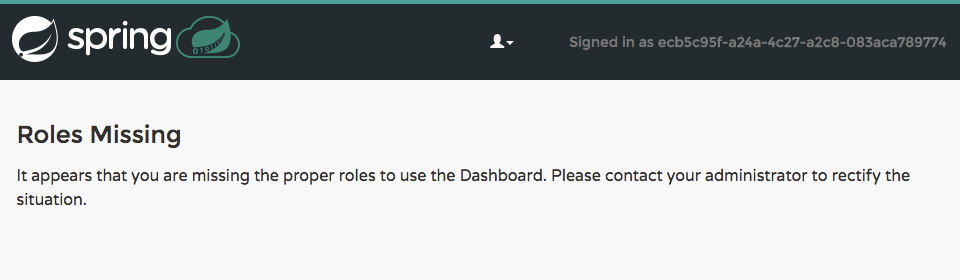 spring
Signed in as ecb5c95f-a24a-4c27-a2c8-083aca789774
Roles Missing
It appears that you are missing the proper roles to use the Dashboard. Please contact your administrator to rectify the
situation.